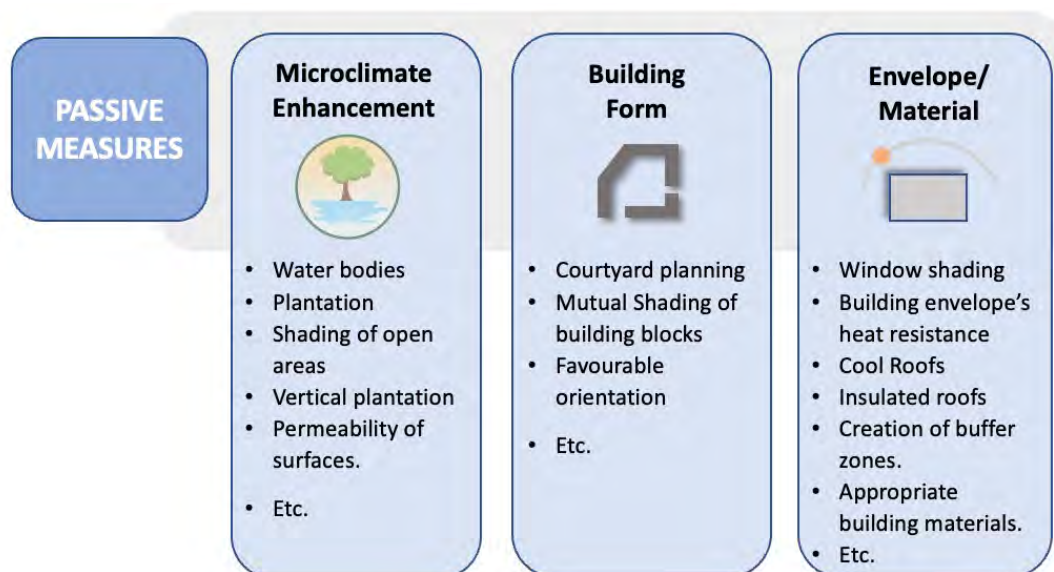 PASSIVE
MEASURES
Microclimate
Enhancement
• Water bodies
• Plantation
• Shading of open
areas
• Vertical plantation
• Permeability of
surfaces.
• Etc.
Building
Form
• Courtyard planning
• Mutual Shading of
building blocks
• Favourable
orientation
• Etc.
Envelope/
Material
• Window shading
• Building envelope's
heat resistance
• Cool Roofs
• Insulated roofs
• Creation of buffer
zones.
• Appropriate
building materials.
• Etc.